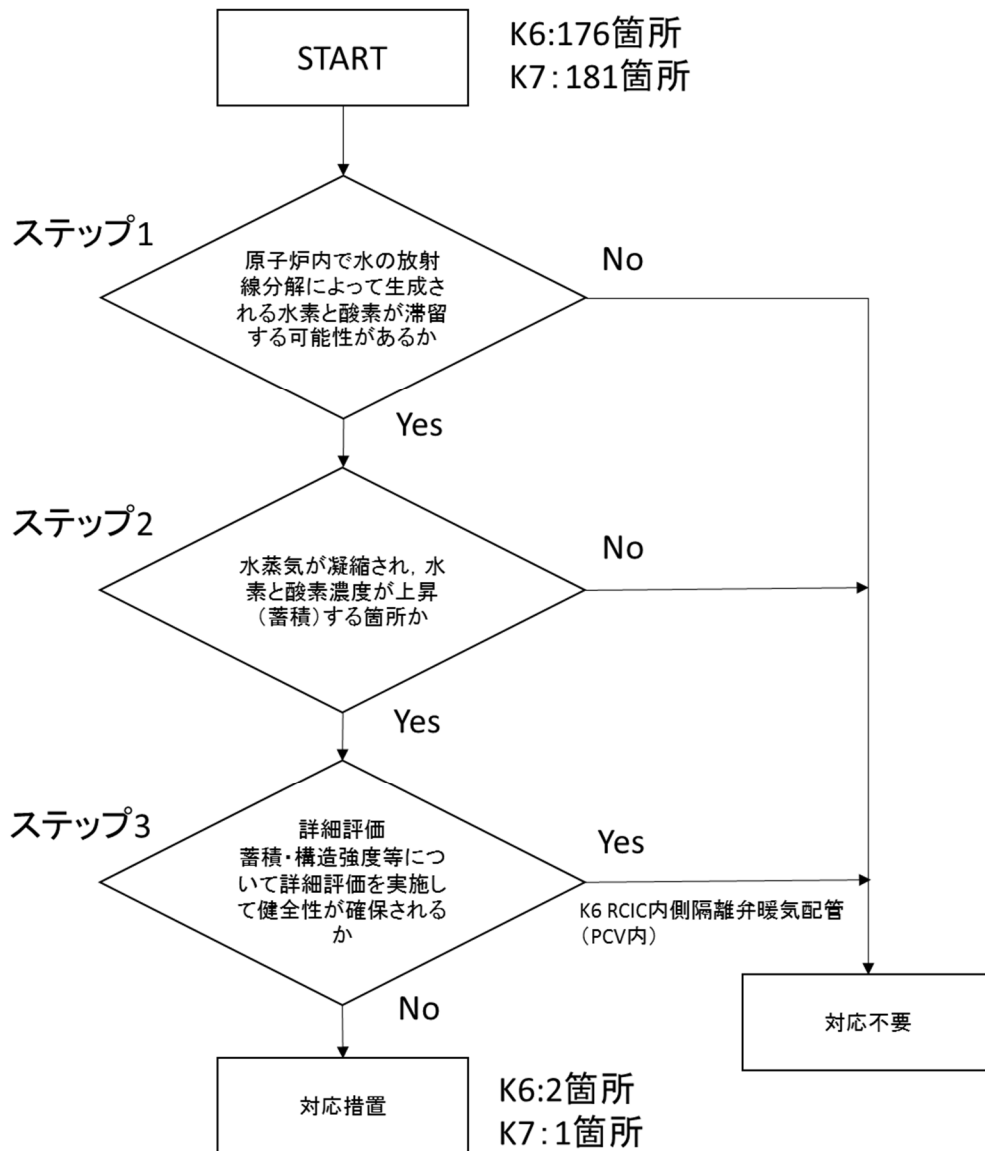 START
K6:176箇所
K7:181箇所
ステップ1
原子炉内で水の放射
線分解によって生成さ
れる水素と酸素が滞留
する可能性があるか
No
Yes
ステップ2
水蒸気が凝縮され，水
素と酸素濃度が上昇
（蓄積）する箇所か
No
Yes
ステップ3
詳細評価
蓄積・構造強度等につ
いて詳細評価を実施し
て健全性が確保される
か
Yes
K6 RCIC内側隔離弁暖気配管
（PCV内）
No
対応不要
対応措置
K6:2箇所
K7:1箇所